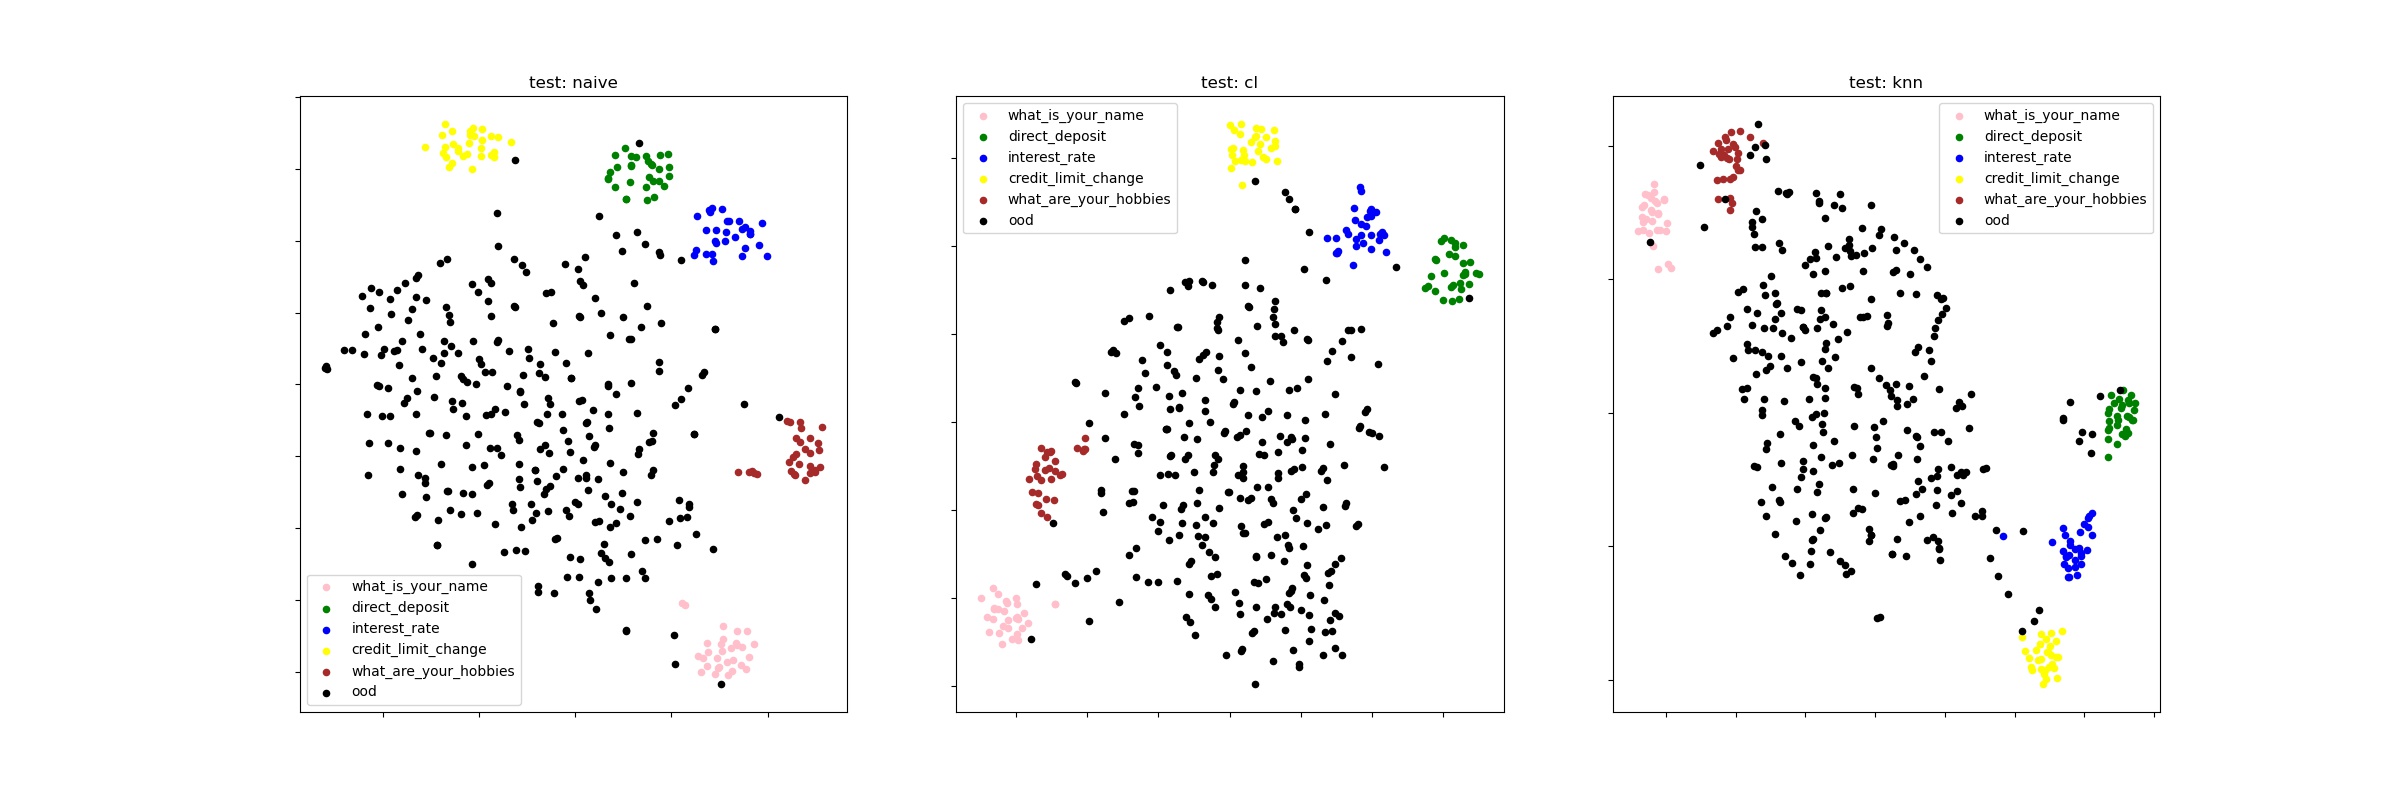 test: naive
what_is_your_name
direct_deposit
interest_rate
credit_limit_change
what_are_your_hobbies
ood
test: cl
what_is_your_name
direct_deposit
interest_rate
credit_limit_change
what_are_your_hobbies
ood
test: knn
what_is_your_name
direct_deposit
interest_rate
credit_limit_change
what_are_your_hobbies
ood